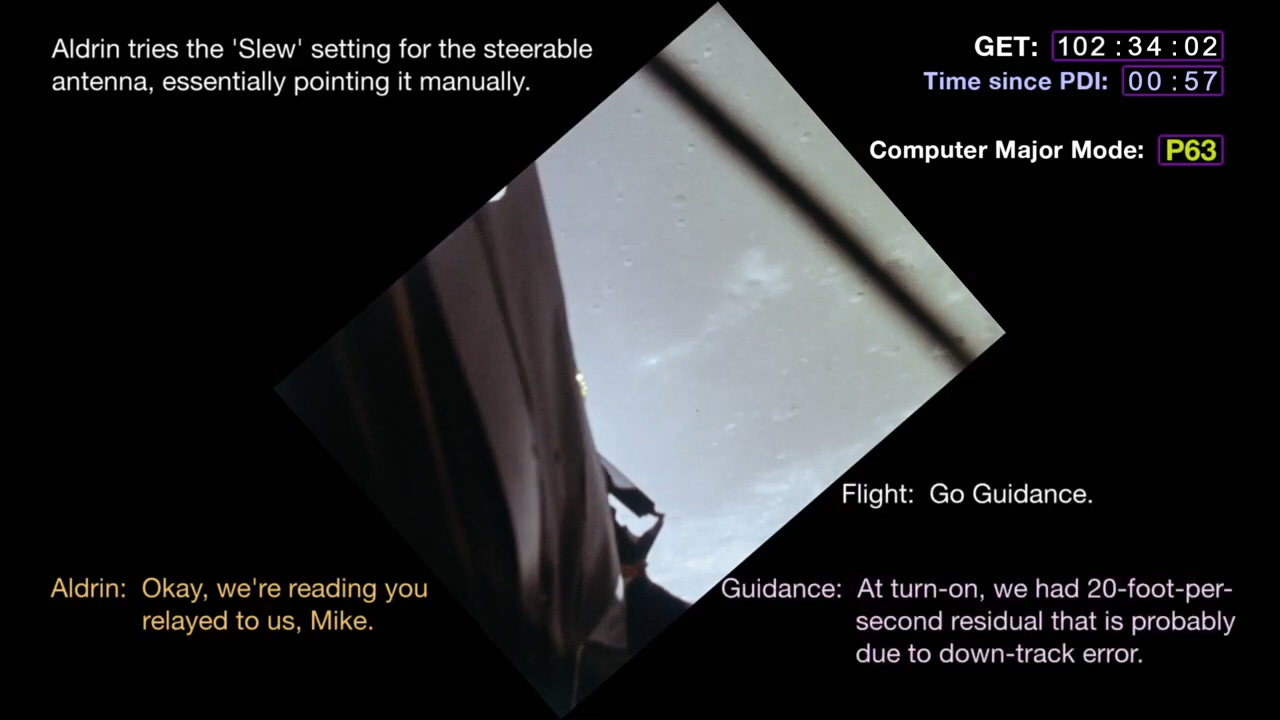 Aldrin tries the 'Slew' setting for the steerable
antenna, essentially pointing it manually.
GET: 102:34:02
Time since PDI: 00:57
Computer Major Mode: P63
Flight: Go Guidance.
Aldrin: Okay, we're reading you
relayed to us, Mike.
Guidance: At turn-on, we had 20-foot-per-
second residual that is probably
due to down-track error.